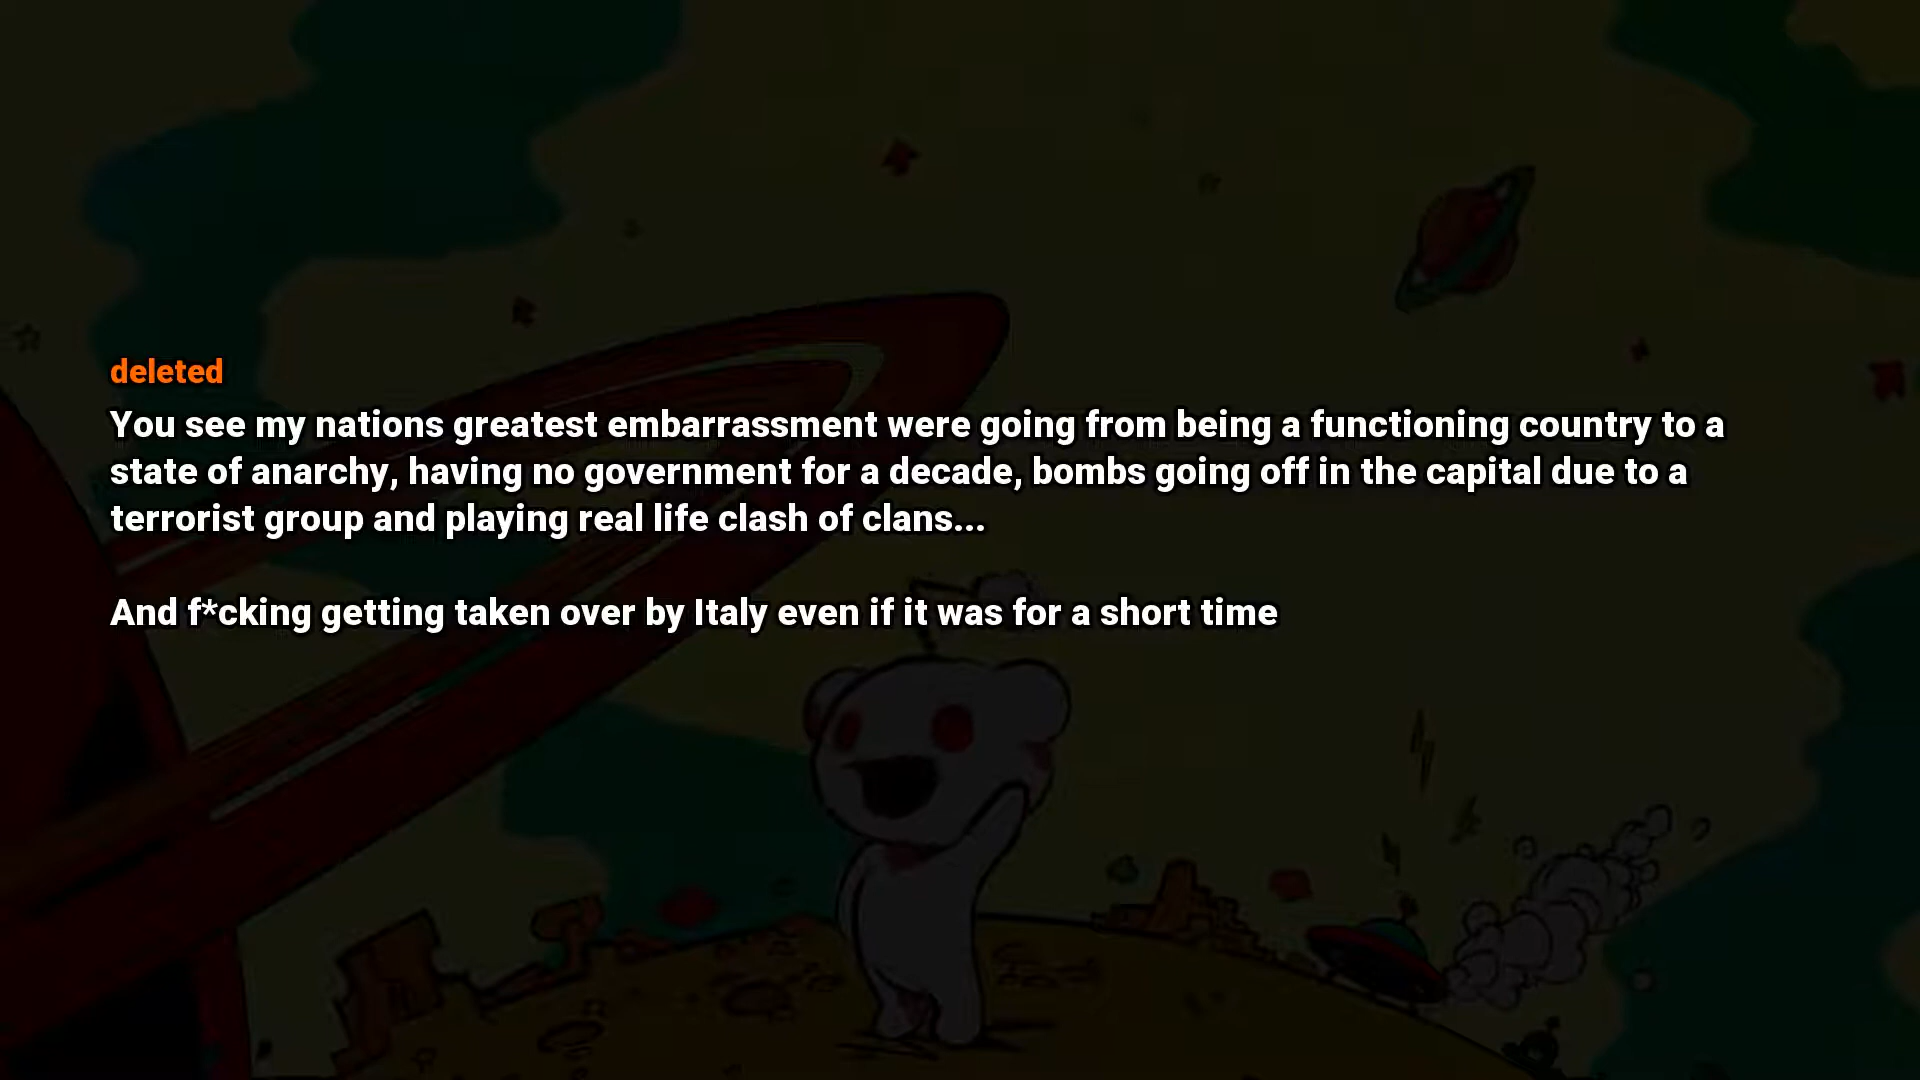 deleted
You see my nations greatest embarrassment were going from being a functioning country to a
state of anarchy, having no government for a decade, bombs going off in the capital due to a
terrorist group and playing real life clash of clans...
And f*cking getting taken over by Italy even if it was for a short time